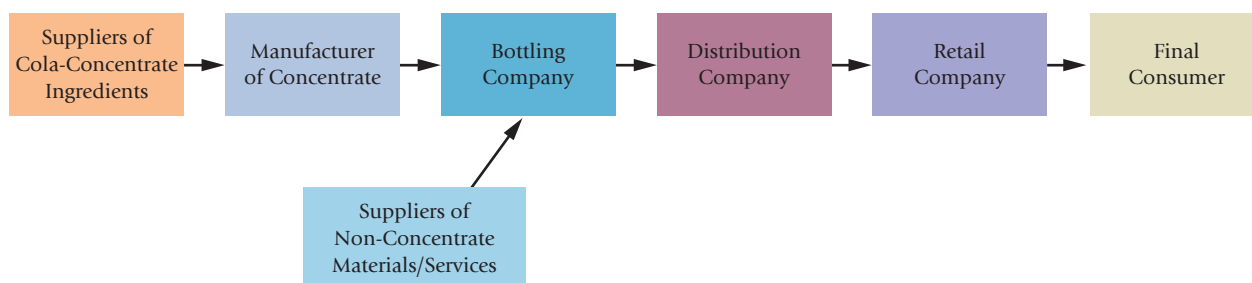 Suppliers of
Cola-Concentrate
Ingredients
Manufacturer
of Concentrate
Bottling
Company
Distribution
Company
Retail
Company
Final
Consumer
Suppliers of
Non-Concentrate
Materials/Services